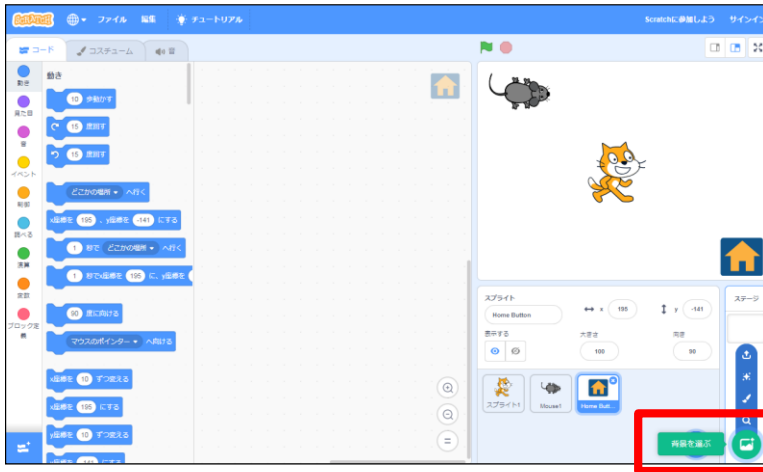 SCRATCH ファイル 編集 チュートリアル Scratchに参加しよう サインイン
コード コスチューム 音
動き
動き
見た目
音
イベント
制御
調べる
演算
変数
ブロック定義
10 歩動かす
15 度回す
15 度回す
どこかの場所 へ行く
x座標を 195 、y座標を -141 にする
1 秒で どこかの場所 へ行く
1 秒でx座標を 195 に、y座標を
90 度に向ける
マウスのポインター へ向ける
x座標を 10 ずつ変える
x座標を 195 にする
y座標を 10 ずつ変える
y座標を -141 にする
スプライト
Home Button
x 195 y -141
表示する
大きさ 100
向き 90
スプライト1
Mouse1
Home But...
ステージ
背景を選ぶ